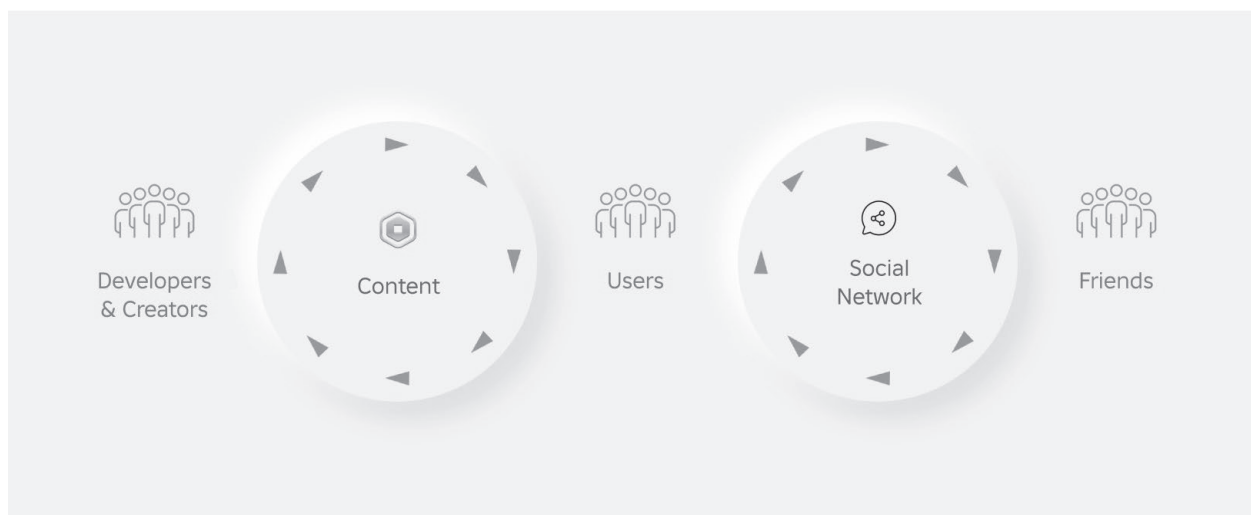 Developers
& Creators
Content
Users
Social
Network
Friends